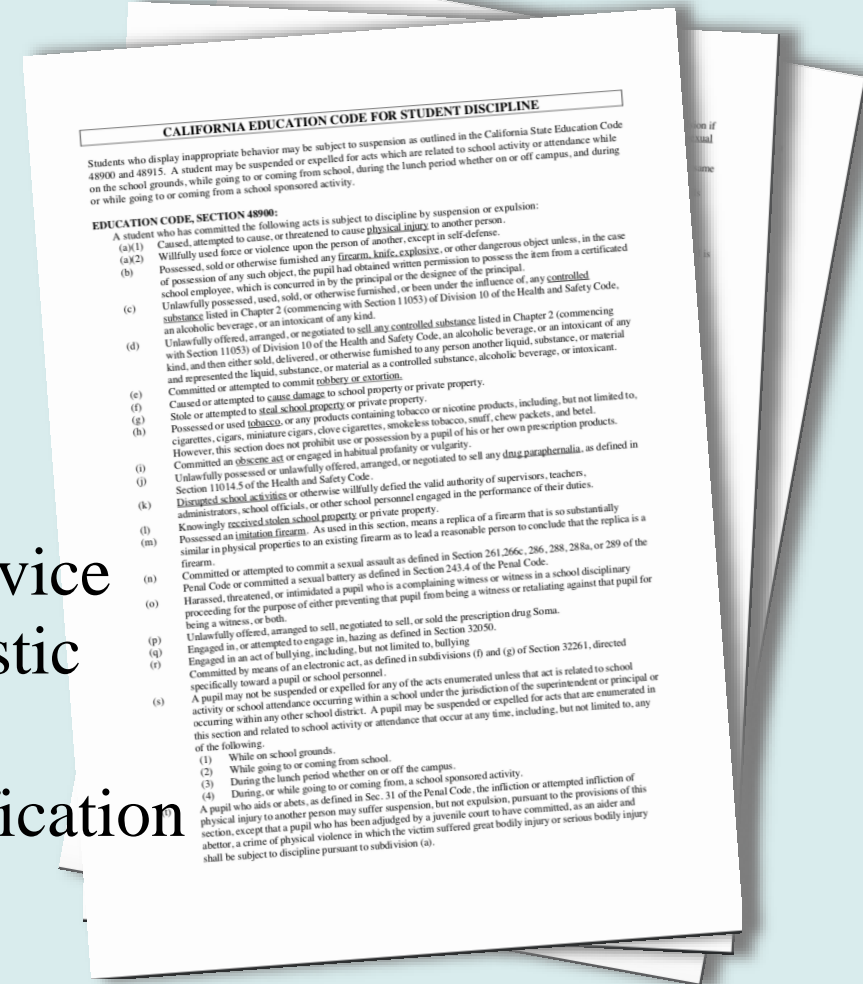 CALIFORNIA EDUCATION CODE FOR STUDENT DISCIPLINE
Students who display inappropriate behavior may be subject to suspension as outlined in the California State Education Code
48900 and 48915. A student may be suspended or expelled for acts which are related to school activity or attendance while
on the school grounds, while going to or coming from school, during the lunch period whether on or off campus, and during
or while going to or coming from a school sponsored activity.
EDUCATION CODE, SECTION 48900:
A student who has committed the following acts is subject to discipline by suspension or expulsion:
(a)(1) Caused, attempted to cause, or threatened to cause physical injury to another person.
(a)(2) Willfully used force or violence upon the person of another, except in self-defense.
(b) Possessed, sold or otherwise furnished any firearm, knife, explosive, or other dangerous object unless, in the case
of possession of any such object, the pupil had obtained written permission to possess the item from a certificated
school employee, which is concurred in by the principal or the designee of the principal.
(c) Unlawfully possessed, used, sold, or otherwise furnished, or been under the influence of, any controlled
substance listed in Chapter 2 (commencing with Section 11053) of Division 10 of the Health and Safety Code,
an alcoholic beverage, or an intoxicant of any kind.
(d) Unlawfully offered, arranged, or negotiated to sell any controlled substance listed in Chapter 2 (commencing
with Section 11053) of Division 10 of the Health and Safety Code, an alcoholic beverage, or an intoxicant of any
kind, and then either sold, delivered, or otherwise furnished to any person another liquid, substance, or material
and represented the liquid, substance, or material as a controlled substance, alcoholic beverage, or intoxicant.
(e) Committed or attempted to commit robbery or extortion.
(f) Caused or attempted to cause damage to school property or private property.
(g) Stole or attempted to steal school property or private property.
(h) Possessed or used tobacco, or any products containing tobacco or nicotine products, including, but not limited to,
cigarettes, cigars, miniature cigars, clove cigarettes, smokeless tobacco, snuff, chew packets, and betel.
However, this section does not prohibit use or possession by a pupil of his or her own prescription products.
(i) Committed an obscene act or engaged in habitual profanity or vulgarity.
(j) Unlawfully possessed or unlawfully offered, arranged, or negotiated to sell any drug paraphernalia, as defined in
Section 11014.5 of the Health and Safety Code.
(k) Disrupted school activities or otherwise willfully defied the valid authority of supervisors, teachers,
administrators, school officials, or other school personnel engaged in the performance of their duties.
(l) Knowingly received stolen school property or private property.
(m) Possessed an imitation firearm. As used in this section, means a replica of a firearm that is so substantially
similar in physical properties to an existing firearm as to lead a reasonable person to conclude that the replica is a
firearm.
(n) Committed or attempted to commit a sexual assault as defined in Section 261,266c, 286, 288, 288a, or 289 of the
Penal Code or committed a sexual battery as defined in Section 243.4 of the Penal Code.
(o) Harassed, threatened, or intimidated a pupil who is a complaining witness or witness in a school disciplinary
proceeding for the purpose of either preventing that pupil from being a witness or retaliating against that pupil for
being a witness, or both.
(p) Unlawfully offered, arranged to sell, negotiated to sell, or sold the prescription drug Soma.
(q) Engaged in, or attempted to engage in, hazing as defined in Section 32050.
(r) Engaged in an act of bullying, including, but not limited to, bullying
Committed by means of an electronic act, as defined in subdivisions (f) and (g) of Section 32261, directed
specifically toward a pupil or school personnel.
(s) A pupil may not be suspended or expelled for any of the acts enumerated unless that act is related to school
activity or school attendance occurring within a school under the jurisdiction of the superintendent or principal or
occurring within any other school district. A pupil may be suspended or expelled for acts that are enumerated in
this section and related to school activity or attendance that occur at any time, including, but not limited to, any
of the following.
(1) While on school grounds.
(2) While going to or coming from school.
(3) During the lunch period whether on or off the campus.
(4) During, or while going to or coming from, a school sponsored activity.
A pupil who aids or abets, as defined in Sec. 31 of the Penal Code, the infliction or attempted infliction of
physical injury to another person may suffer suspension, but not expulsion, pursuant to the provisions of this
section, except that a pupil who has been adjudged by a juvenile court to have committed, as an aider and
abettor, a crime of physical violence in which the victim suffered great bodily injury or serious bodily injury
shall be subject to discipline pursuant to subdivision (a).
vice
stic
ication
on if
xual
ame
is